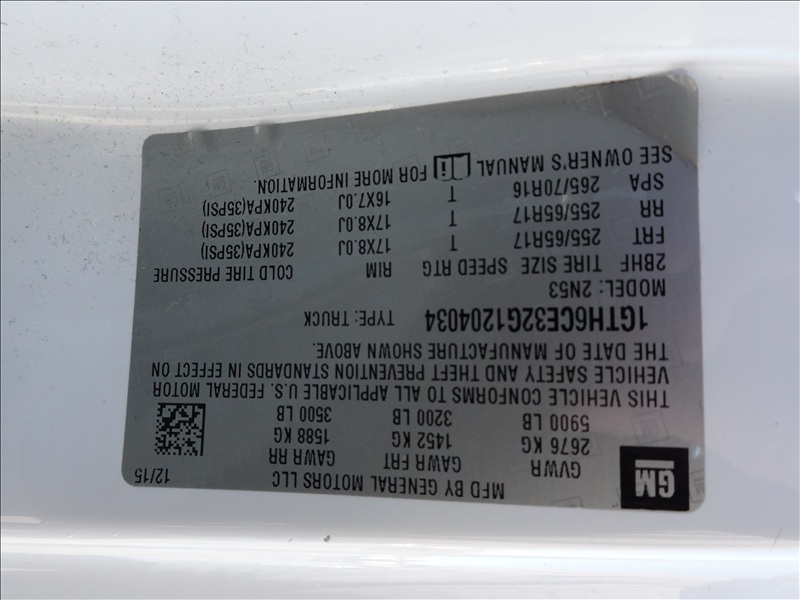 GM
MFD BY GENERAL MOTORS LLC
12/15
GVWR GAWR FRT GAWR RR
2676 KG 1452 KG 1588 KG
5900 LB 3200 LB 3500 LB
THIS VEHICLE CONFORMS TO ALL APPLICABLE U.S. FEDERAL MOTOR
VEHICLE SAFETY AND THEFT PREVENTION STANDARDS IN EFFECT ON
THE DATE OF MANUFACTURE SHOWN ABOVE.
1GTH6CE32G1204034 TYPE: TRUCK
MODEL: 2N53
2BHF TIRE SIZE SPEED RTG RIM COLD TIRE PRESSURE
FRT 255/65R17 T 17X8.0J 240KPA(35PSI)
RR 255/65R17 T 17X8.0J 240KPA(35PSI)
SPA 265/70R16 T 16X7.0J 240KPA(35PSI)
SEE OWNER'S MANUAL FOR MORE INFORMATION.